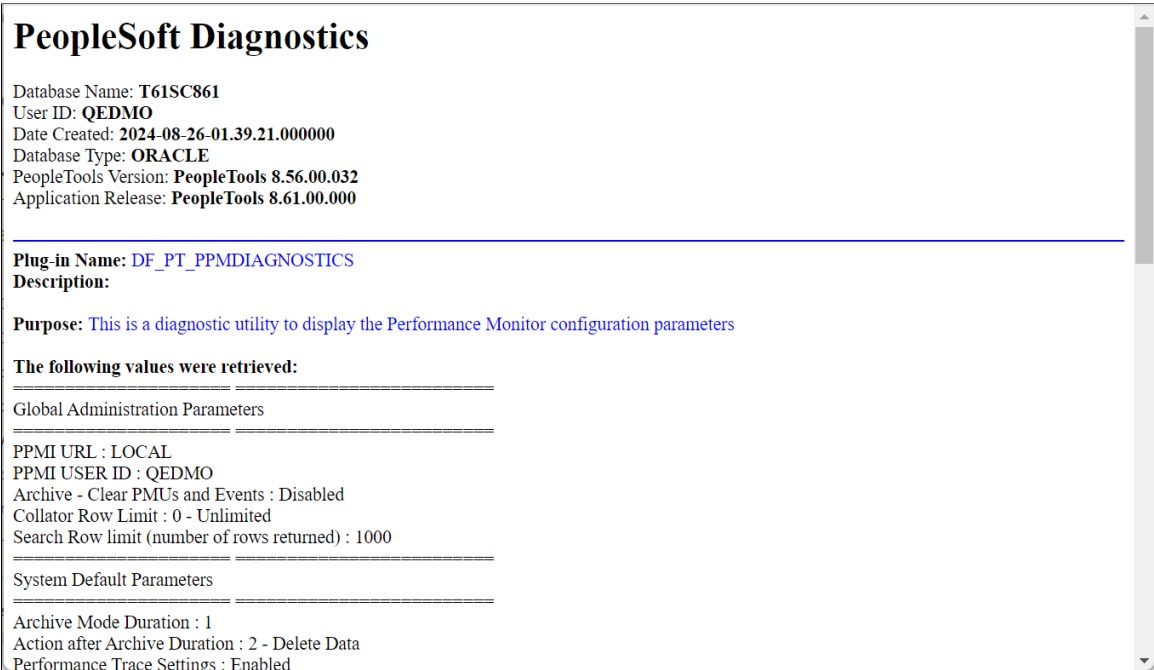 PeopleSoft Diagnostics
Database Name: T61SC861
User ID: QEDMO
Date Created: 2024-08-26-01.39.21.000000
Database Type: ORACLE
PeopleTools Version: PeopleTools 8.56.00.032
Application Release: PeopleTools 8.61.00.000
Plug-in Name: DF_PT_PPMDIAGNOSTICS
Description:
Purpose: This is a diagnostic utility to display the Performance Monitor configuration parameters
The following values were retrieved:
===================== =========================
Global Administration Parameters
===================== =========================
PPMI URL : LOCAL
PPMI USER ID : QEDMO
Archive - Clear PMUs and Events : Disabled
Collator Row Limit : 0 - Unlimited
Search Row limit (number of rows returned) : 1000
===================== =========================
System Default Parameters
===================== =========================
Archive Mode Duration : 1
Action after Archive Duration : 2 - Delete Data
Performance Trace Settings : Enabled